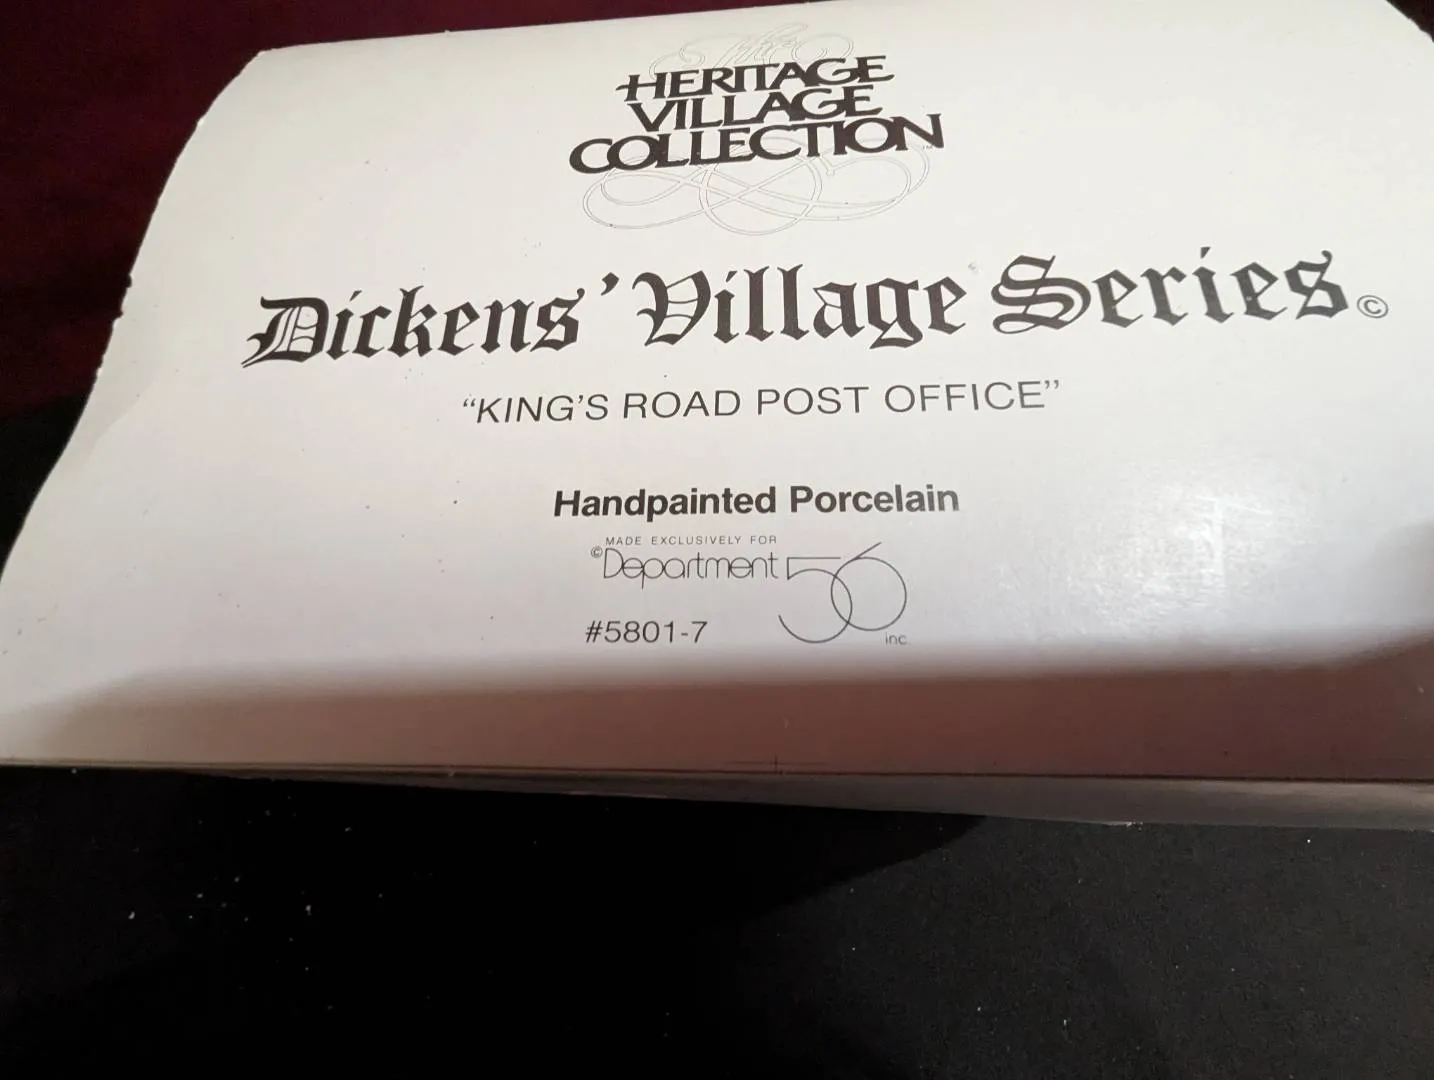 The
HERITAGE
VILLAGE
COLLECTION
Dickens' Village Series©
“KING’S ROAD POST OFFICE”
Handpainted Porcelain
MADE EXCLUSIVELY FOR
©Department 56
inc.
#5801-7